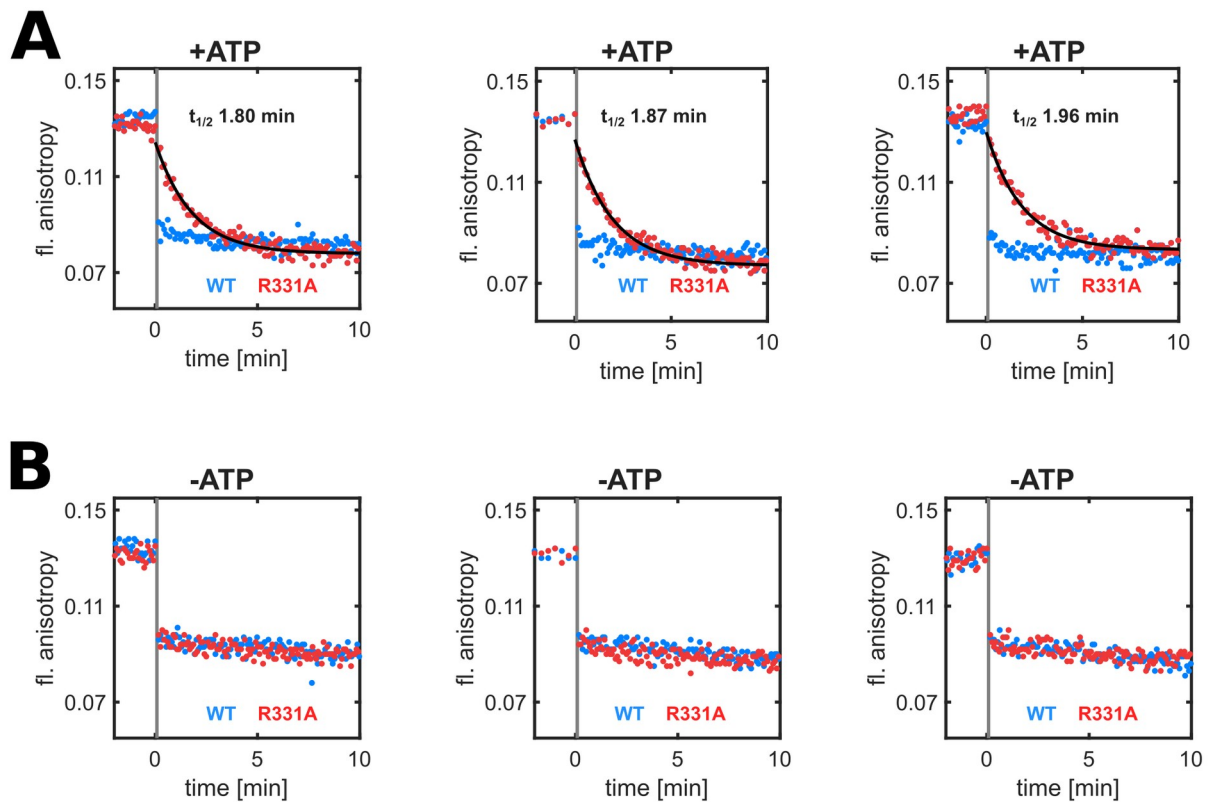 A
+ATP
0.15
0.11
0.07
fl. anisotropy
t1/2 1.80 min
WT R331A
0 5 10
time [min]
+ATP
0.15
0.11
0.07
fl. anisotropy
t1/2 1.87 min
WT R331A
0 5 10
time [min]
+ATP
0.15
0.11
0.07
fl. anisotropy
t1/2 1.96 min
WT R331A
0 5 10
time [min]
B
-ATP
0.15
0.11
0.07
fl. anisotropy
WT R331A
0 5 10
time [min]
-ATP
0.15
0.11
0.07
fl. anisotropy
WT R331A
0 5 10
time [min]
-ATP
0.15
0.11
0.07
fl. anisotropy
WT R331A
0 5 10
time [min]